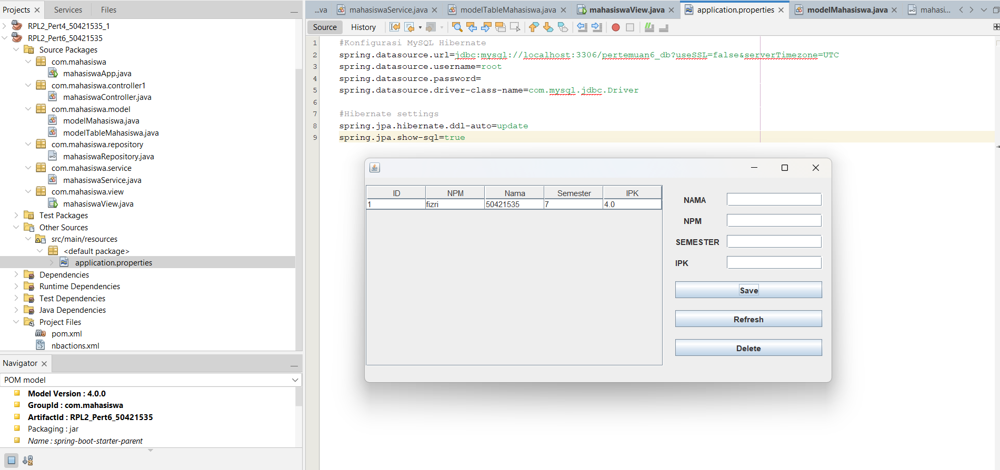 Projects
Services
Files
RPL2_Pert4_50421535_1
RPL2_Pert6_50421535
Source Packages
com.mahasiswa
mahasiswaApp.java
com.mahasiswa.controller1
mahasiswaController.java
com.mahasiswa.model
modelMahasiswa.java
modelTableMahasiswa.java
com.mahasiswa.repository
mahasiswaRepository.java
com.mahasiswa.service
mahasiswaService.java
com.mahasiswa.view
mahasiswaView.java
Test Packages
Other Sources
src/main/resources
<default package>
application.properties
Dependencies
Runtime Dependencies
Test Dependencies
Java Dependencies
Project Files
pom.xml
nbactions.xml
Navigator
POM model
Model Version : 4.0.0
GroupId : com.mahasiswa
ArtifactId : RPL2_Pert6_50421535
Packaging : jar
Name : spring-boot-starter-parent
...va mahasiswaService.java modelTableMahasiswa.java mahasiswaView.java application.properties modelMahasiswa.java mahasi...
Source History
1 #Konfigurasi MySQL Hibernate
2 spring.datasource.url=jdbc:mysql://localhost:3306/pertemuan6_db?useSSL=false&serverTimezone=UTC
3 spring.datasource.username=root
4 spring.datasource.password=
5 spring.datasource.driver-class-name=com.mysql.jdbc.Driver
6
7 #Hibernate settings
8 spring.jpa.hibernate.ddl-auto=update
9 spring.jpa.show-sql=true
ID NPM Nama Semester IPK
1 fizri 50421535 7 4.0
NAMA
NPM
SEMESTER
IPK
Save
Refresh
Delete